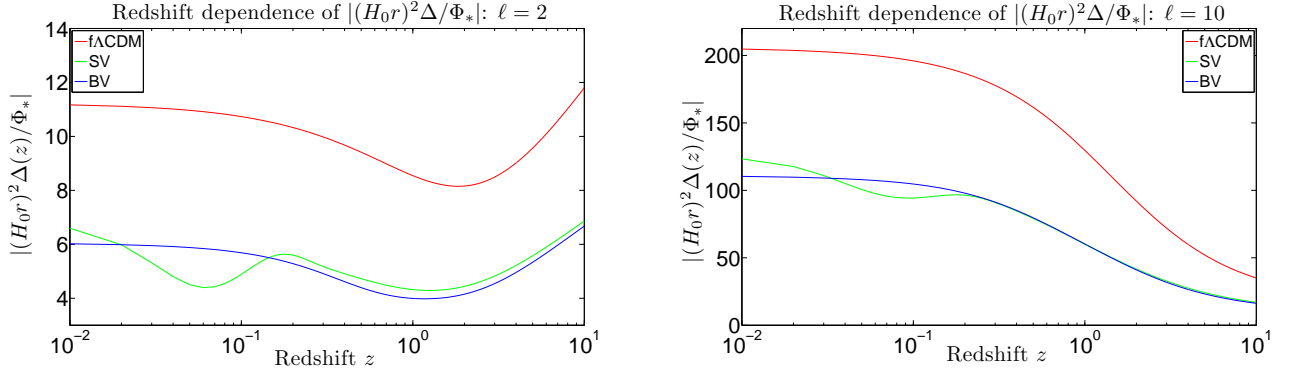 Redshift dependence of |(H₀r)²Δ/Φ*|: ℓ = 2
14
12
10
8
6
4
|(H₀r)²Δ(z)/Φ*|
fΛCDM
SV
BV
10⁻² 10⁻¹ 10⁰ 10¹
Redshift z
Redshift dependence of |(H₀r)²Δ/Φ*|: ℓ = 10
200
150
100
50
0
|(H₀r)²Δ(z)/Φ*|
fΛCDM
SV
BV
10⁻² 10⁻¹ 10⁰ 10¹
Redshift z